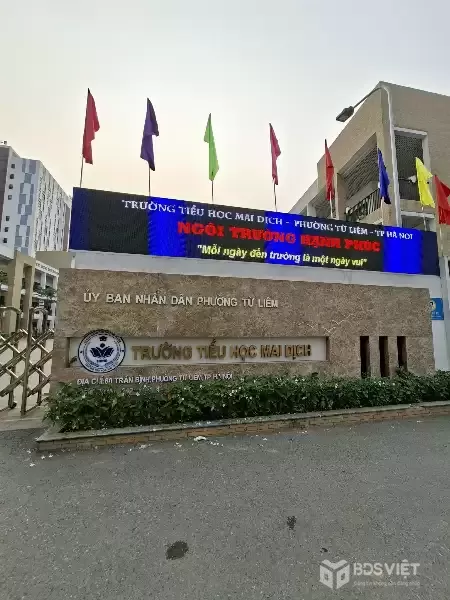 TRƯỜNG TIỂU HỌC MAI DỊCH - PHƯỜNG TỪ LIÊM - TP HÀ NỘI
NGÔI TRƯỜNG HẠNH PHÚC
"Mỗi ngày đến trường là một ngày vui"
ỦY BAN NHÂN DÂN PHƯỜNG TỪ LIÊM
TRƯỜNG TIỂU HỌC MAI DỊCH
ĐỊA CHỈ: 80 TRẦN BÌNH, PHƯỜNG TỪ LIÊM, TP. HÀ NỘI
BDS VIỆT